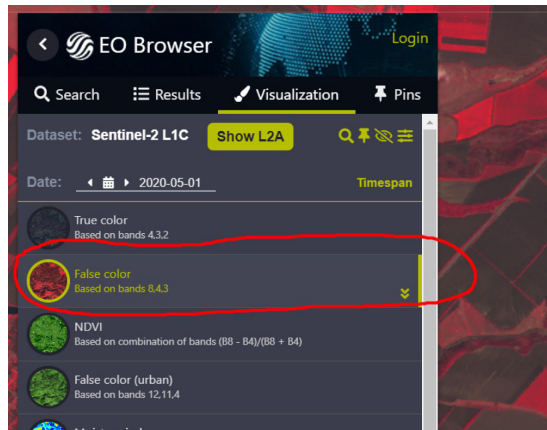 EO Browser
Login
Search Results Visualization Pins
Dataset: Sentinel-2 L1C Show L2A
Date: 2020-05-01 Timespan
True color
Based on bands 4,3,2
False color
Based on bands 8,4,3
NDVI
Based on combination of bands (B8 - B4)/(B8 + B4)
False color (urban)
Based on bands 12,11,4